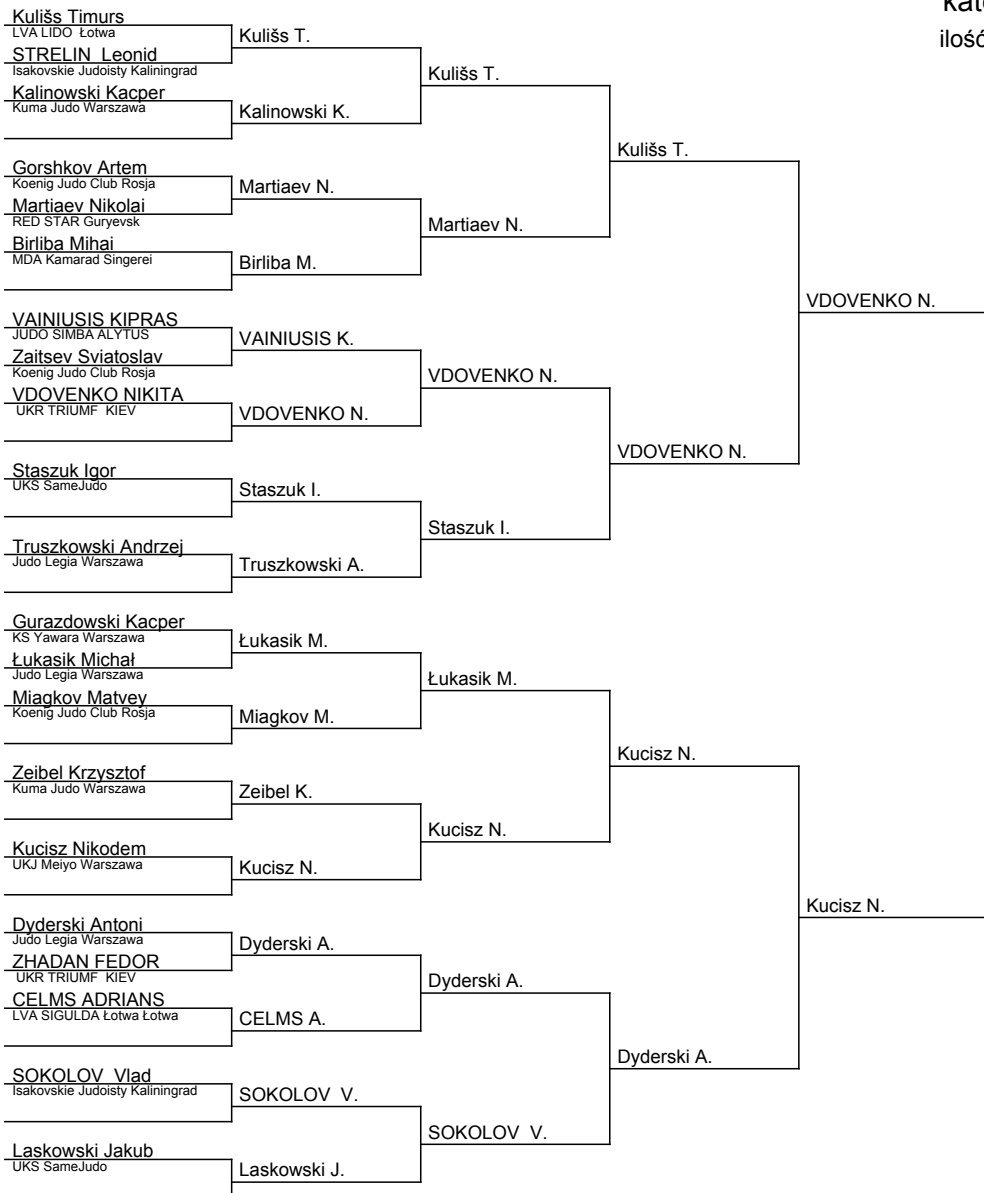 kate
ilość
Kulišs Timurs
LVA LIDO Łotwa
STRELIN Leonid
Isakovskie Judoisty Kaliningrad
Kalinowski Kacper
Kuma Judo Warszawa
Gorshkov Artem
Koenig Judo Club Rosja
Martiaev Nikolai
RED STAR Guryevsk
Birliba Mihai
MDA Kamarad Singerei
VAINIUSIS KIPRAS
JUDO SIMBA ALYTUS
Zaitsev Sviatoslav
Koenig Judo Club Rosja
VDOVENKO NIKITA
UKR TRIUMF KIEV
Staszuk Igor
UKS SameJudo
Truszkowski Andrzej
Judo Legia Warszawa
Gurazdowski Kacper
KS Yawara Warszawa
Łukasik Michał
Judo Legia Warszawa
Miagkov Matvey
Koenig Judo Club Rosja
Zeibel Krzysztof
Kuma Judo Warszawa
Kucisz Nikodem
UKJ Meiyo Warszawa
Dyderski Antoni
Judo Legia Warszawa
ZHADAN FEDOR
UKR TRIUMF KIEV
CELMS ADRIANS
LVA SIGULDA Łotwa Łotwa
SOKOLOV Vlad
Isakovskie Judoisty Kaliningrad
Laskowski Jakub
UKS SameJudo
Kulišs T.
Kalinowski K.
Martiaev N.
Birliba M.
VAINIUSIS K.
VDOVENKO N.
Staszuk I.
Truszkowski A.
Łukasik M.
Miagkov M.
Zeibel K.
Kucisz N.
Dyderski A.
CELMS A.
SOKOLOV V.
Laskowski J.
Kulišs T.
Martiaev N.
VDOVENKO N.
Staszuk I.
Łukasik M.
Kucisz N.
Dyderski A.
SOKOLOV V.
Kulišs T.
VDOVENKO N.
Kucisz N.
Dyderski A.
VDOVENKO N.
Kucisz N.